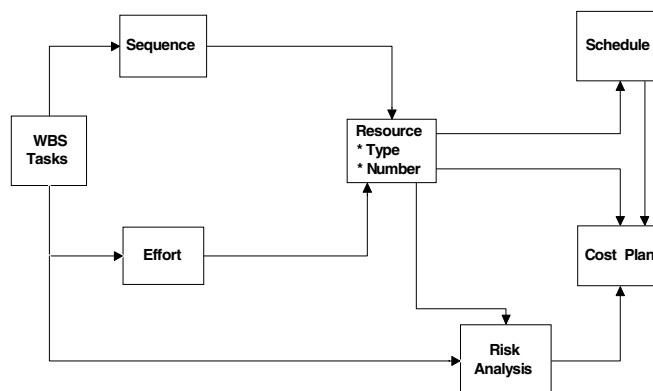 Sequence
Schedule
WBS
Tasks
Resource
* Type
* Number
Effort
Cost Plan
Risk
Analysis